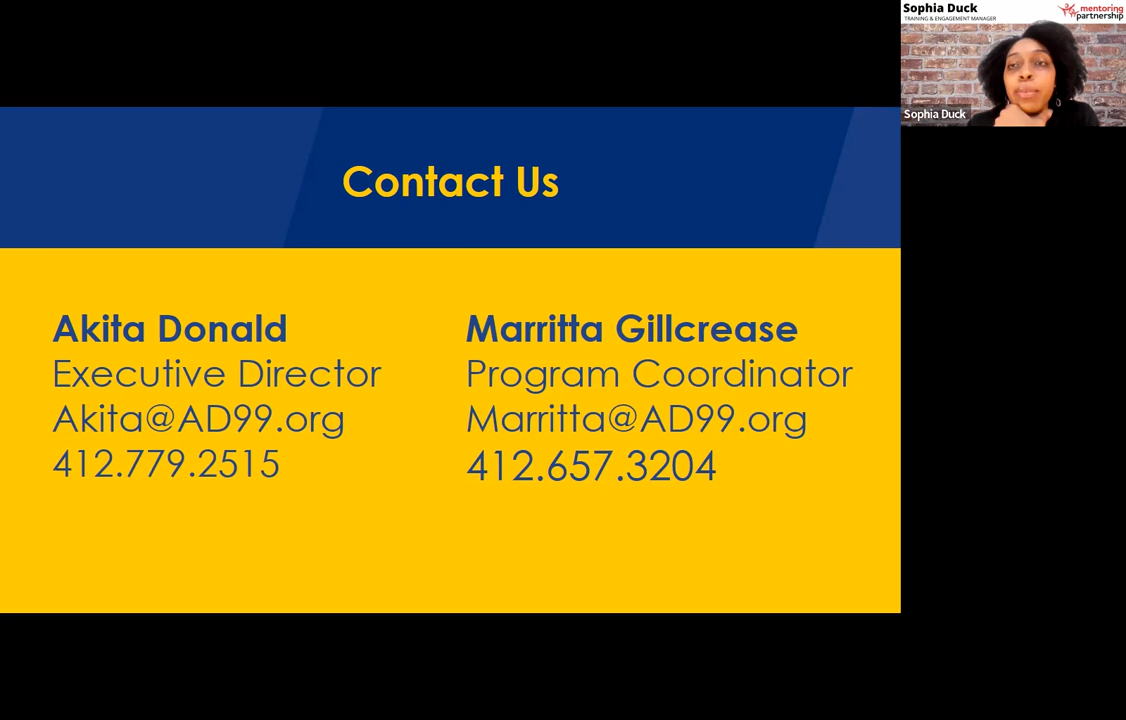 Contact Us
Akita Donald
Executive Director
Akita@AD99.org
412.779.2515
Marritta Gillcrease
Program Coordinator
Marritta@AD99.org
412.657.3204
Sophia Duck
TRAINING & ENGAGEMENT MANAGER
mentoring
partnership
Sophia Duck